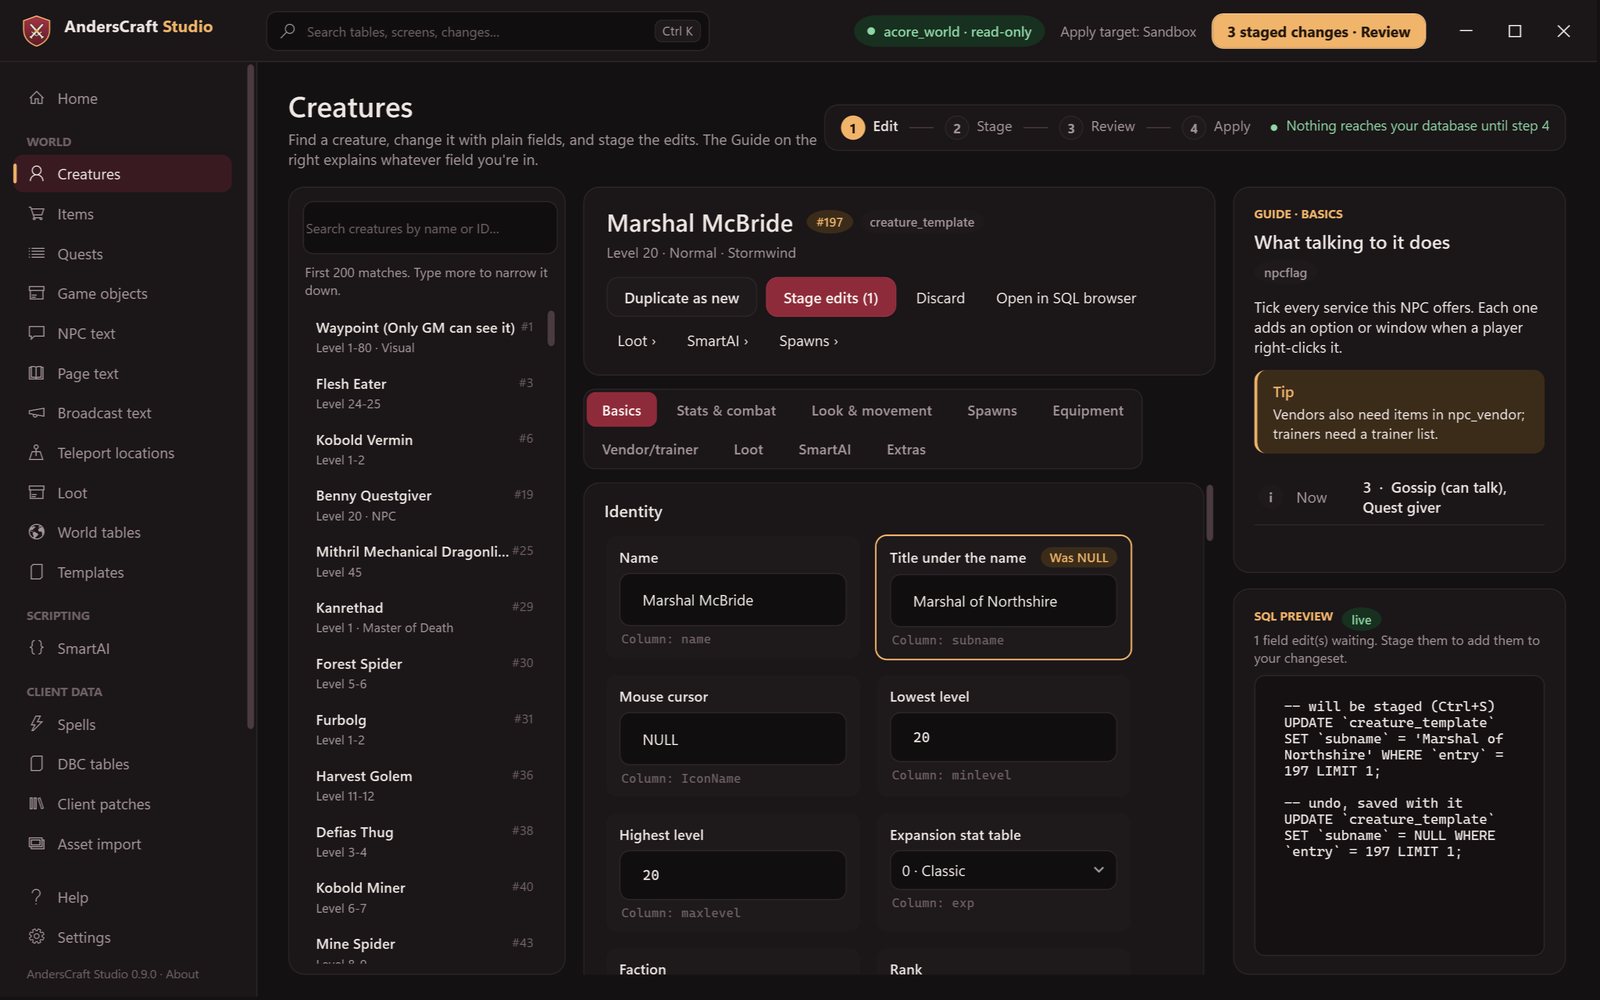 AndersCraft Studio
Search tables, screens, changes...
Ctrl K
acore_world · read-only
Apply target: Sandbox
3 staged changes · Review
Home
WORLD
Creatures
Items
Quests
Game objects
NPC text
Page text
Broadcast text
Teleport locations
Loot
World tables
Templates
SCRIPTING
SmartAI
CLIENT DATA
Spells
DBC tables
Client patches
Asset import
Help
Settings
AndersCraft Studio 0.9.0 · About
Creatures
Find a creature, change it with plain fields, and stage the edits. The Guide on the
right explains whatever field you're in.
1 Edit
2 Stage
3 Review
4 Apply
Nothing reaches your database until step 4
Search creatures by name or ID...
First 200 matches. Type more to narrow it
down.
Waypoint (Only GM can see it) #1
Level 1-80 · Visual
Flesh Eater #3
Level 24-25
Kobold Vermin #6
Level 1-2
Benny Questgiver #19
Level 20 · NPC
Mithril Mechanical Dragonli... #25
Level 45
Kanrethad #29
Level 1 · Master of Death
Forest Spider #30
Level 5-6
Furbolg #31
Level 1-2
Harvest Golem #36
Level 11-12
Defias Thug #38
Level 3-4
Kobold Miner #40
Level 6-7
Mine Spider #43
Marshal McBride #197 creature_template
Level 20 · Normal · Stormwind
Duplicate as new
Stage edits (1)
Discard
Open in SQL browser
Loot ›
SmartAI ›
Spawns ›
Basics
Stats & combat
Look & movement
Spawns
Equipment
Vendor/trainer
Loot
SmartAI
Extras
Identity
Name
Marshal McBride
Column: name
Title under the name Was NULL
Marshal of Northshire
Column: subname
Mouse cursor
NULL
Column: IconName
Lowest level
20
Column: minlevel
Highest level
20
Column: maxlevel
Expansion stat table
0 · Classic
Column: exp
Faction
Rank
GUIDE · BASICS
What talking to it does
npcflag
Tick every service this NPC offers. Each one
adds an option or window when a player
right-clicks it.
Tip
Vendors also need items in npc_vendor;
trainers need a trainer list.
i Now 3 · Gossip (can talk),
Quest giver
SQL PREVIEW live
1 field edit(s) waiting. Stage them to add them to
your changeset.
-- will be staged (Ctrl+S)
UPDATE `creature_template`
SET `subname` = 'Marshal of
Northshire' WHERE `entry` =
197 LIMIT 1;
-- undo, saved with it
UPDATE `creature_template`
SET `subname` = NULL WHERE
`entry` = 197 LIMIT 1;